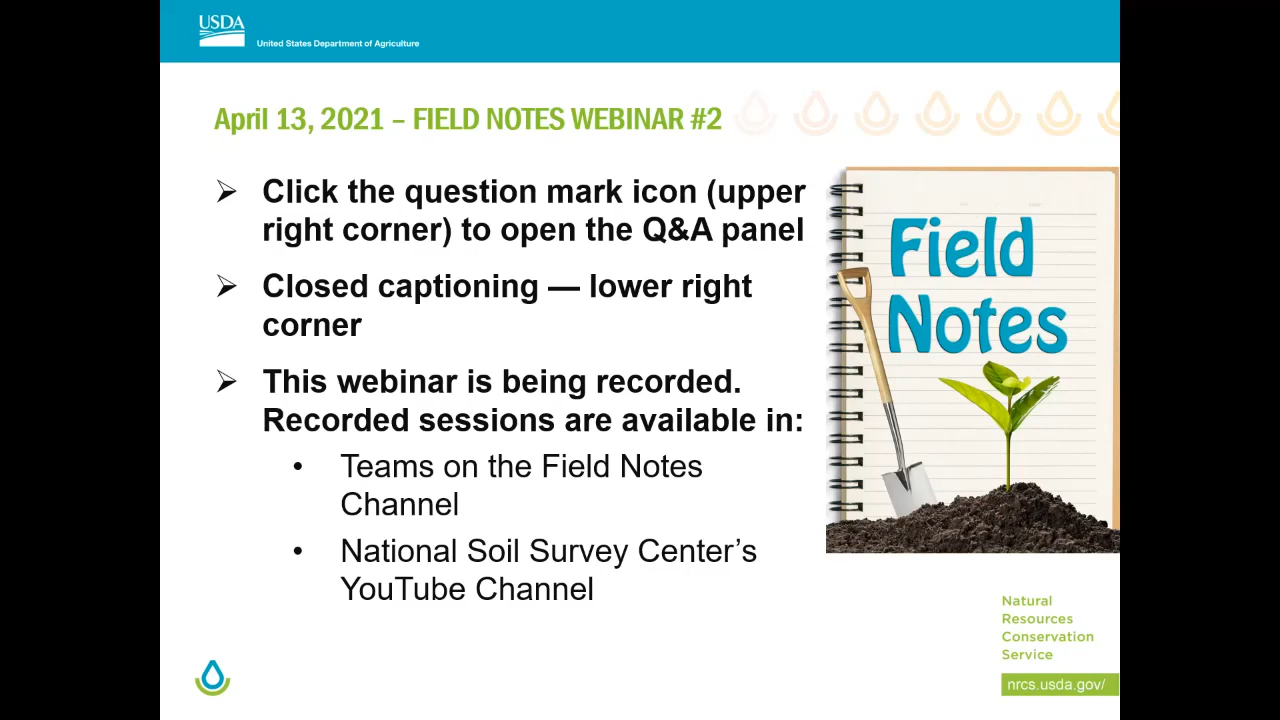 USDA
United States Department of Agriculture
April 13, 2021 – FIELD NOTES WEBINAR #2
➢ Click the question mark icon (upper
right corner) to open the Q&A panel
➢ Closed captioning — lower right
corner
➢ This webinar is being recorded.
Recorded sessions are available in:
• Teams on the Field Notes
Channel
• National Soil Survey Center’s
YouTube Channel
Field
Notes
Natural
Resources
Conservation
Service
nrcs.usda.gov/